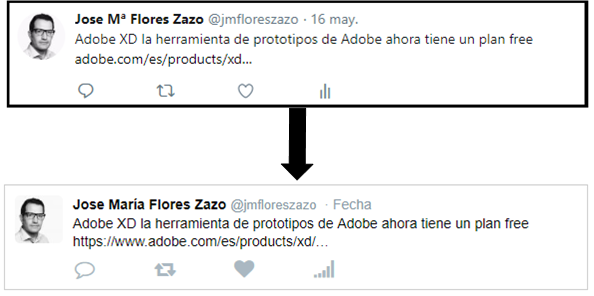 Jose Mª Flores Zazo @jmfloreszazo · 16 may.
Adobe XD la herramienta de prototipos de Adobe ahora tiene un plan free
adobe.com/es/products/xd...
Jose María Flores Zazo @jmfloreszazo · Fecha
Adobe XD la herramienta de prototipos de Adobe ahora tiene un plan free
https://www.adobe.com/es/products/xd/...